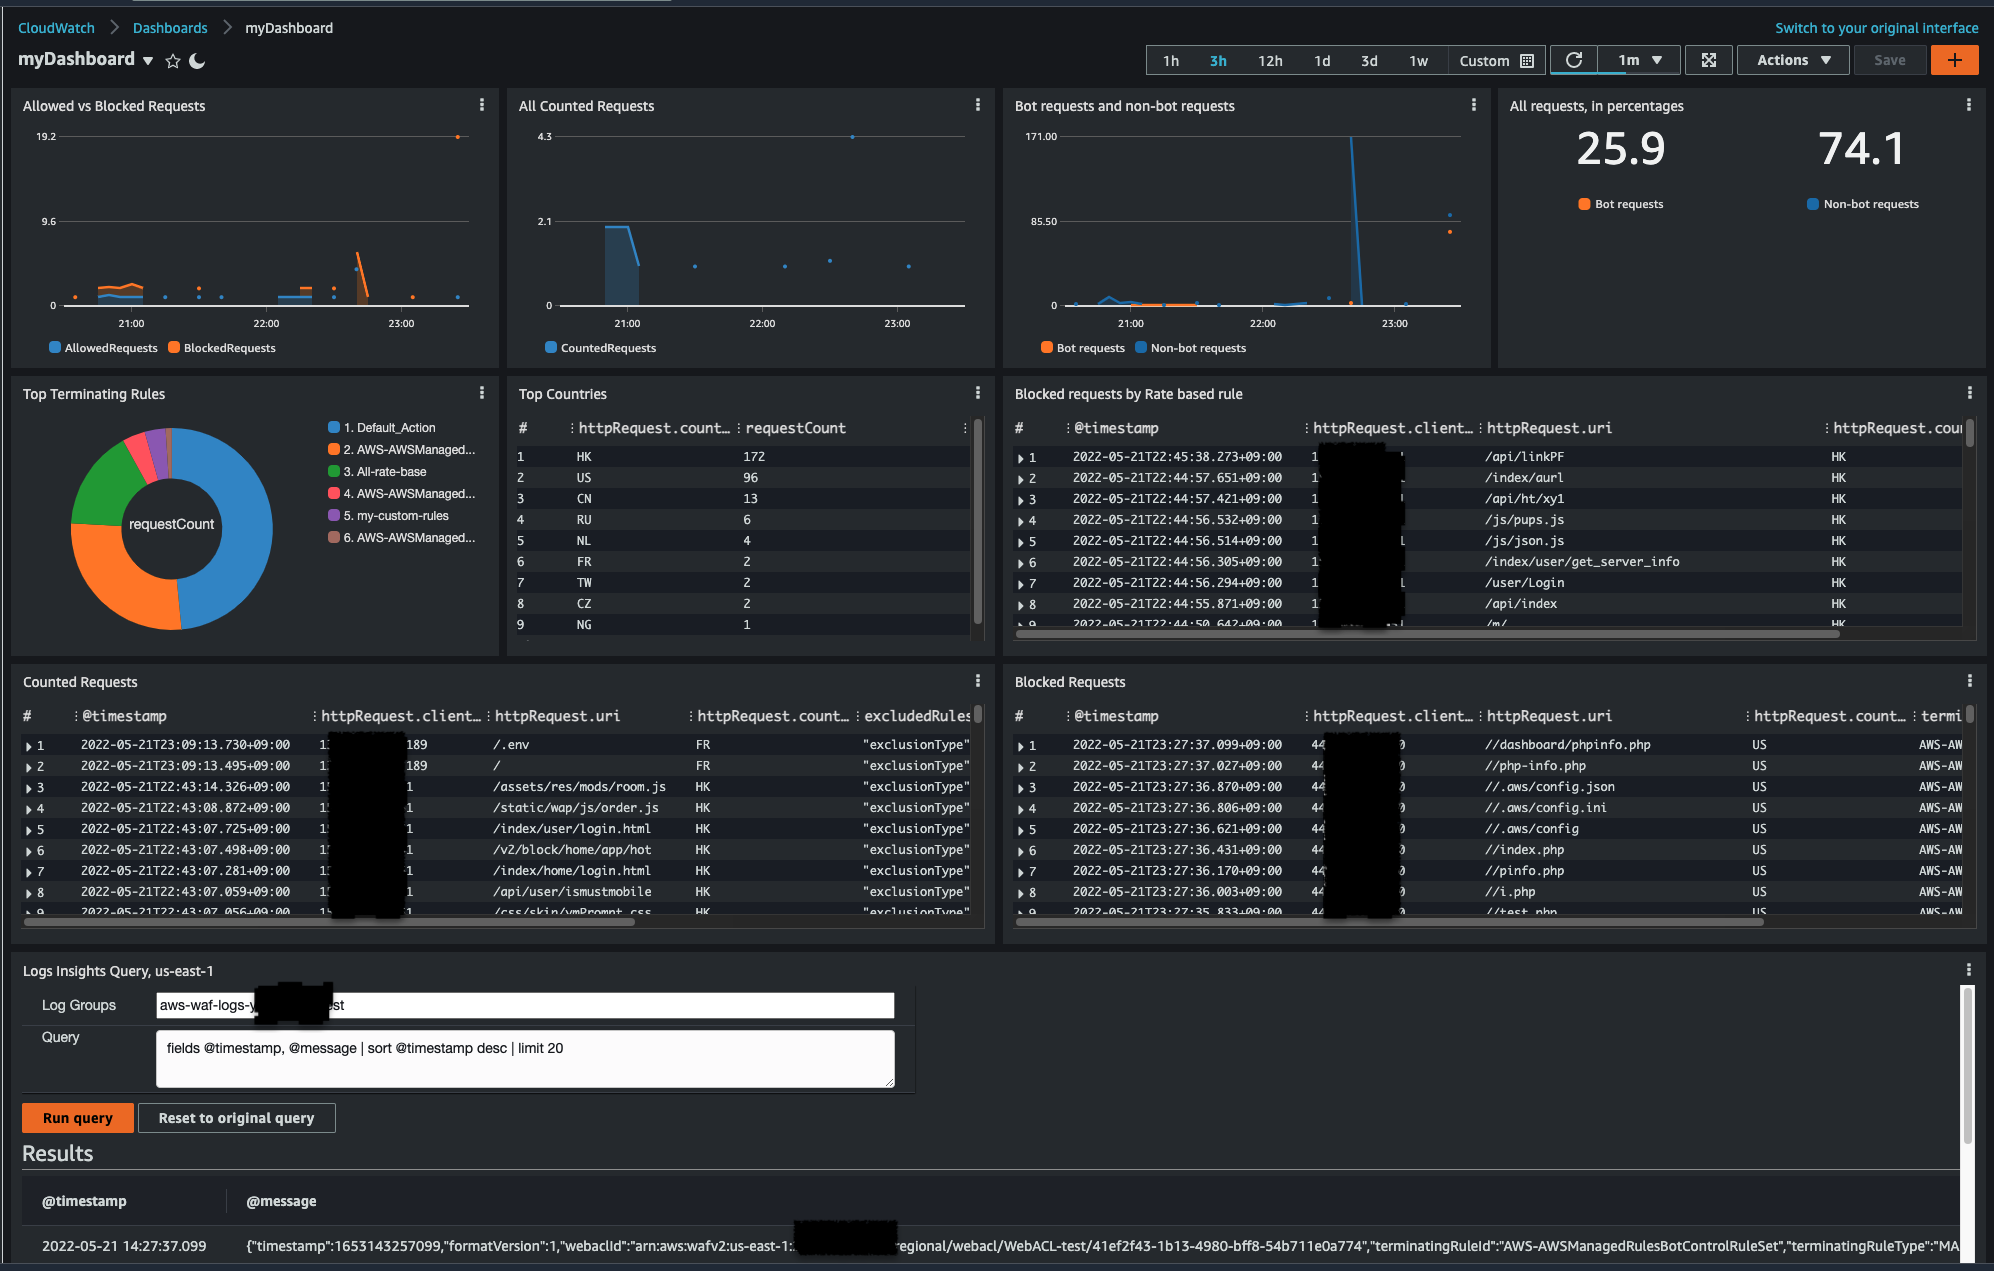 CloudWatch > Dashboards > myDashboard
Switch to your original interface
myDashboard
1h 3h 12h 1d 3d 1w Custom 1m Actions Save +
Allowed vs Blocked Requests
19.2
9.6
0
21:00 22:00 23:00
AllowedRequests BlockedRequests
All Counted Requests
4.3
2.1
0
21:00 22:00 23:00
CountedRequests
Bot requests and non-bot requests
171.00
85.50
0
21:00 22:00 23:00
Bot requests Non-bot requests
All requests, in percentages
25.9 74.1
Bot requests Non-bot requests
Top Terminating Rules
requestCount
1. Default_Action
2. AWS-AWSManaged...
3. All-rate-base
4. AWS-AWSManaged...
5. my-custom-rules
6. AWS-AWSManaged...
Top Countries
# httpRequest.count... requestCount
1 HK 172
2 US 96
3 CN 13
4 RU 6
5 NL 4
6 FR 2
7 TW 2
8 CZ 2
9 NG 1
Blocked requests by Rate based rule
# @timestamp httpRequest.client... httpRequest.uri httpRequest.cou
1 2022-05-21T22:45:38.273+09:00 1 /api/linkPF HK
2 2022-05-21T22:44:57.651+09:00 1 /index/aurl HK
3 2022-05-21T22:44:57.421+09:00 1 /api/ht/xy1 HK
4 2022-05-21T22:44:56.532+09:00 1 /js/pups.js HK
5 2022-05-21T22:44:56.514+09:00 1 /js/json.js HK
6 2022-05-21T22:44:56.305+09:00 1 /index/user/get_server_info HK
7 2022-05-21T22:44:56.294+09:00 1 /user/Login HK
8 2022-05-21T22:44:55.871+09:00 1 /api/index HK
9 2022-05-21T22:44:50.642+09:00 1 /m/ HK
Counted Requests
# @timestamp httpRequest.client... httpRequest.uri httpRequest.count... excludedRules
1 2022-05-21T23:09:13.730+09:00 13 189 /.env FR "exclusionType"
2 2022-05-21T23:09:13.495+09:00 13 189 / FR "exclusionType"
3 2022-05-21T22:43:14.326+09:00 15 1 /assets/res/mods/room.js HK "exclusionType"
4 2022-05-21T22:43:08.872+09:00 15 1 /static/wap/js/order.js HK "exclusionType"
5 2022-05-21T22:43:07.725+09:00 15 1 /index/user/login.html HK "exclusionType"
6 2022-05-21T22:43:07.498+09:00 15 1 /v2/block/home/app/hot HK "exclusionType"
7 2022-05-21T22:43:07.281+09:00 15 1 /index/home/login.html HK "exclusionType"
8 2022-05-21T22:43:07.059+09:00 15 1 /api/user/ismustmobile HK "exclusionType"
9 2022-05-21T22:43:07.056+09:00 15 1 /css/skin/ymPrompt.css HK "exclusionType"
Blocked Requests
# @timestamp httpRequest.client... httpRequest.uri httpRequest.count... termi
1 2022-05-21T23:27:37.099+09:00 44 0 //dashboard/phpinfo.php US AWS-AW
2 2022-05-21T23:27:37.027+09:00 44 0 //php-info.php US AWS-AW
3 2022-05-21T23:27:36.870+09:00 44 0 //.aws/config.json US AWS-AW
4 2022-05-21T23:27:36.806+09:00 44 0 //.aws/config.ini US AWS-AW
5 2022-05-21T23:27:36.621+09:00 44 0 //.aws/config US AWS-AW
6 2022-05-21T23:27:36.431+09:00 44 0 //index.php US AWS-AW
7 2022-05-21T23:27:36.170+09:00 44 0 //pinfo.php US AWS-AW
8 2022-05-21T23:27:36.003+09:00 44 0 //i.php US AWS-AW
9 2022-05-21T23:27:35.833+09:00 44 0 //test.php US AWS-AW
Logs Insights Query, us-east-1
Log Groups aws-waf-logs-y est
Query fields @timestamp, @message | sort @timestamp desc | limit 20
Run query Reset to original query
Results
@timestamp @message
2022-05-21 14:27:37.099 {"timestamp":1653143257099,"formatVersion":1,"webaclId":"arn:aws:wafv2:us-east-1: regional/webacl/WebACL-test/41ef2f43-1b13-4980-bff8-54b711e0a774","terminatingRuleId":"AWS-AWSManagedRulesBotControlRuleSet","terminatingRuleType":"MA